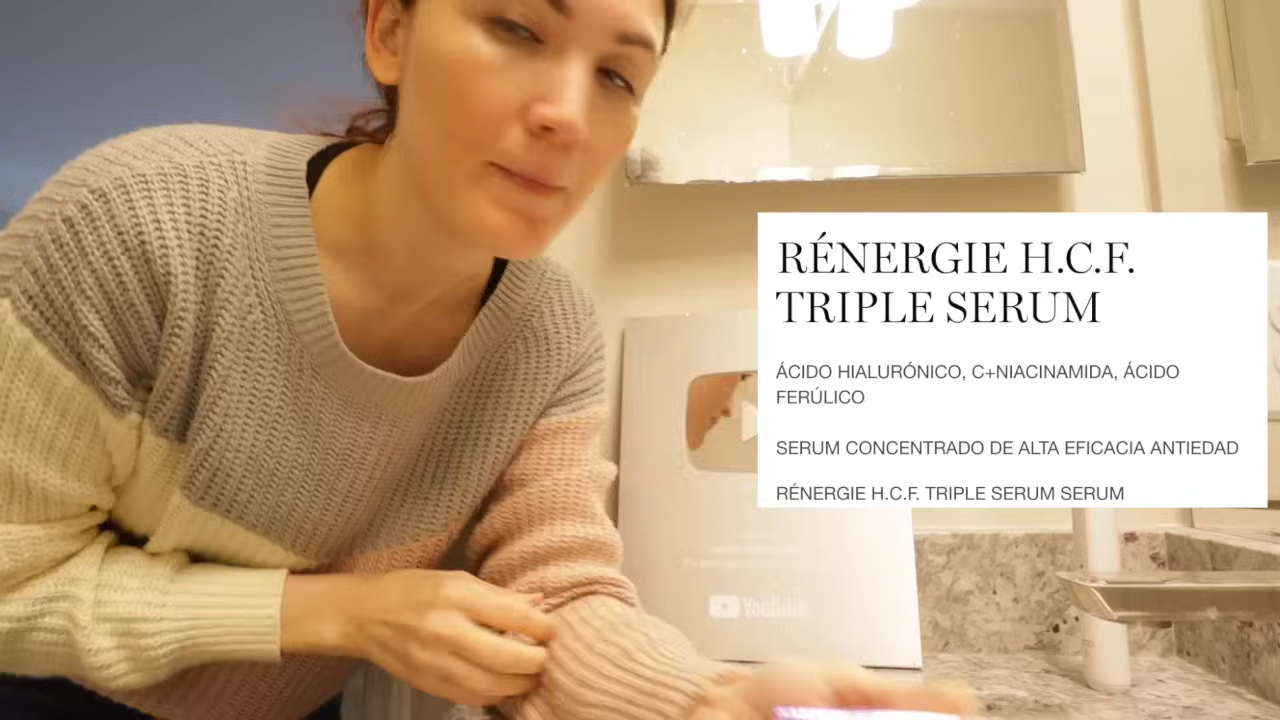 RÉNERGIE H.C.F.
TRIPLE SERUM
ÁCIDO HIALURÓNICO, C+NIACINAMIDA, ÁCIDO
FERÚLICO
SERUM CONCENTRADO DE ALTA EFICACIA ANTIEDAD
RÉNERGIE H.C.F. TRIPLE SERUM SERUM
YouTube